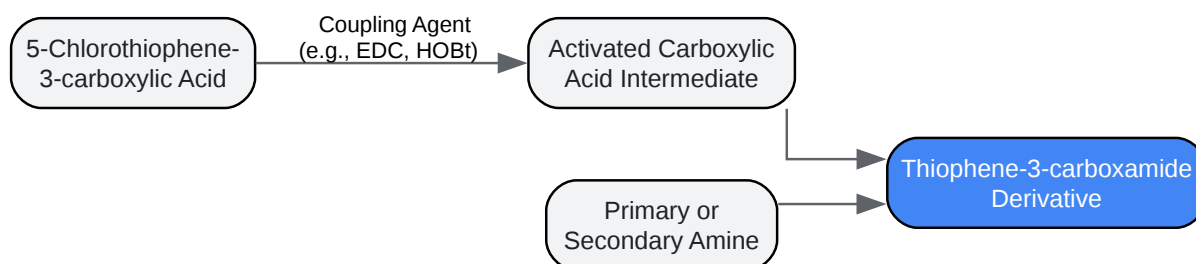 5-Chlorothiophene-
3-carboxylic Acid
Coupling Agent
(e.g., EDC, HOBt)
Activated Carboxylic
Acid Intermediate
Thiophene-3-carboxamide
Derivative
Primary or
Secondary Amine